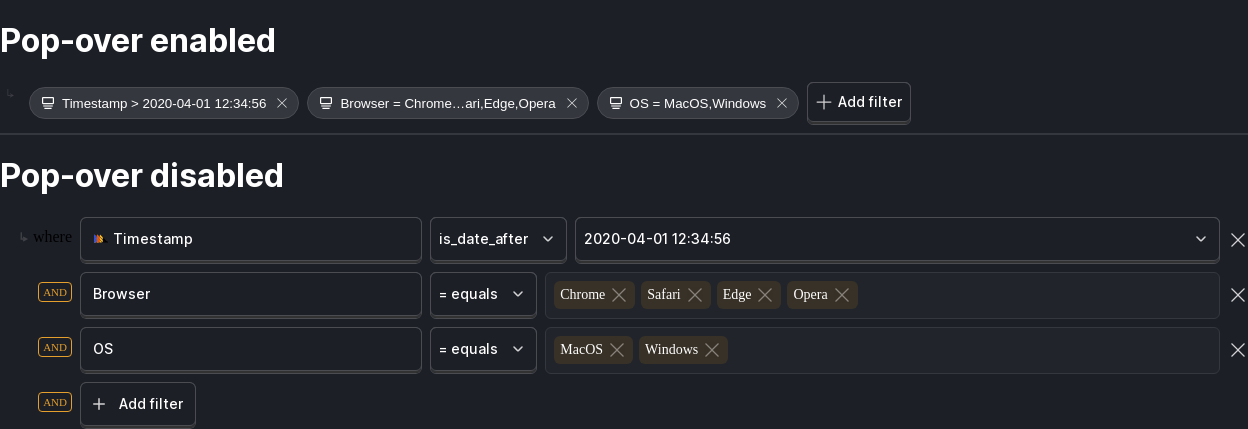 Pop-over enabled
Timestamp > 2020-04-01 12:34:56 Browser = Chrome…ari,Edge,Opera OS = MacOS,Windows Add filter
Pop-over disabled
where Timestamp is_date_after 2020-04-01 12:34:56
AND Browser = equals Chrome Safari Edge Opera
AND OS = equals MacOS Windows
AND Add filter